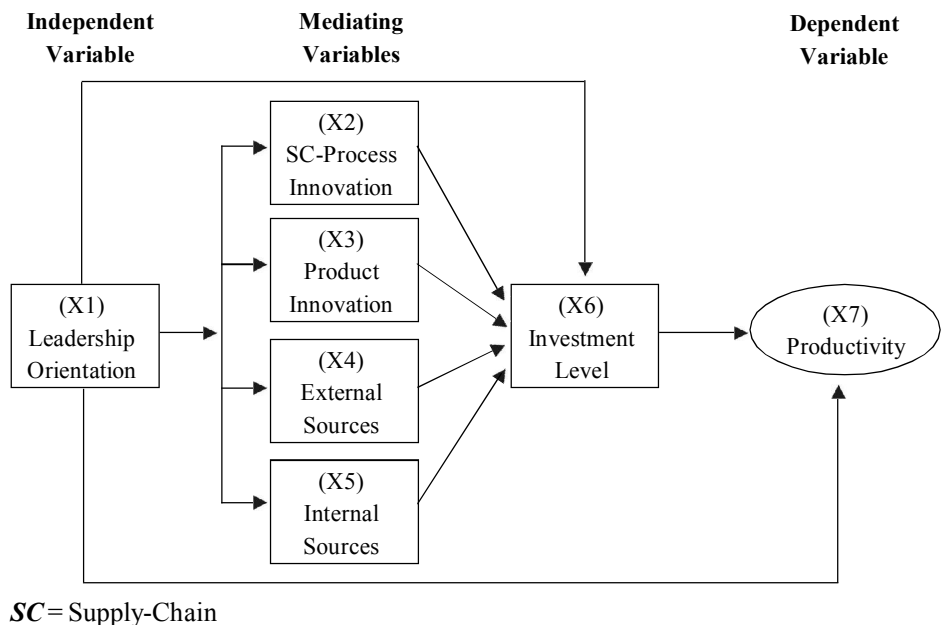 Independent
Variable
Mediating
Variables
Dependent
Variable
(X2)
SC-Process
Innovation
(X3)
Product
Innovation
(X1)
Leadership
Orientation
(X4)
External
Sources
(X5)
Internal
Sources
(X6)
Investment
Level
(X7)
Productivity
SC = Supply-Chain